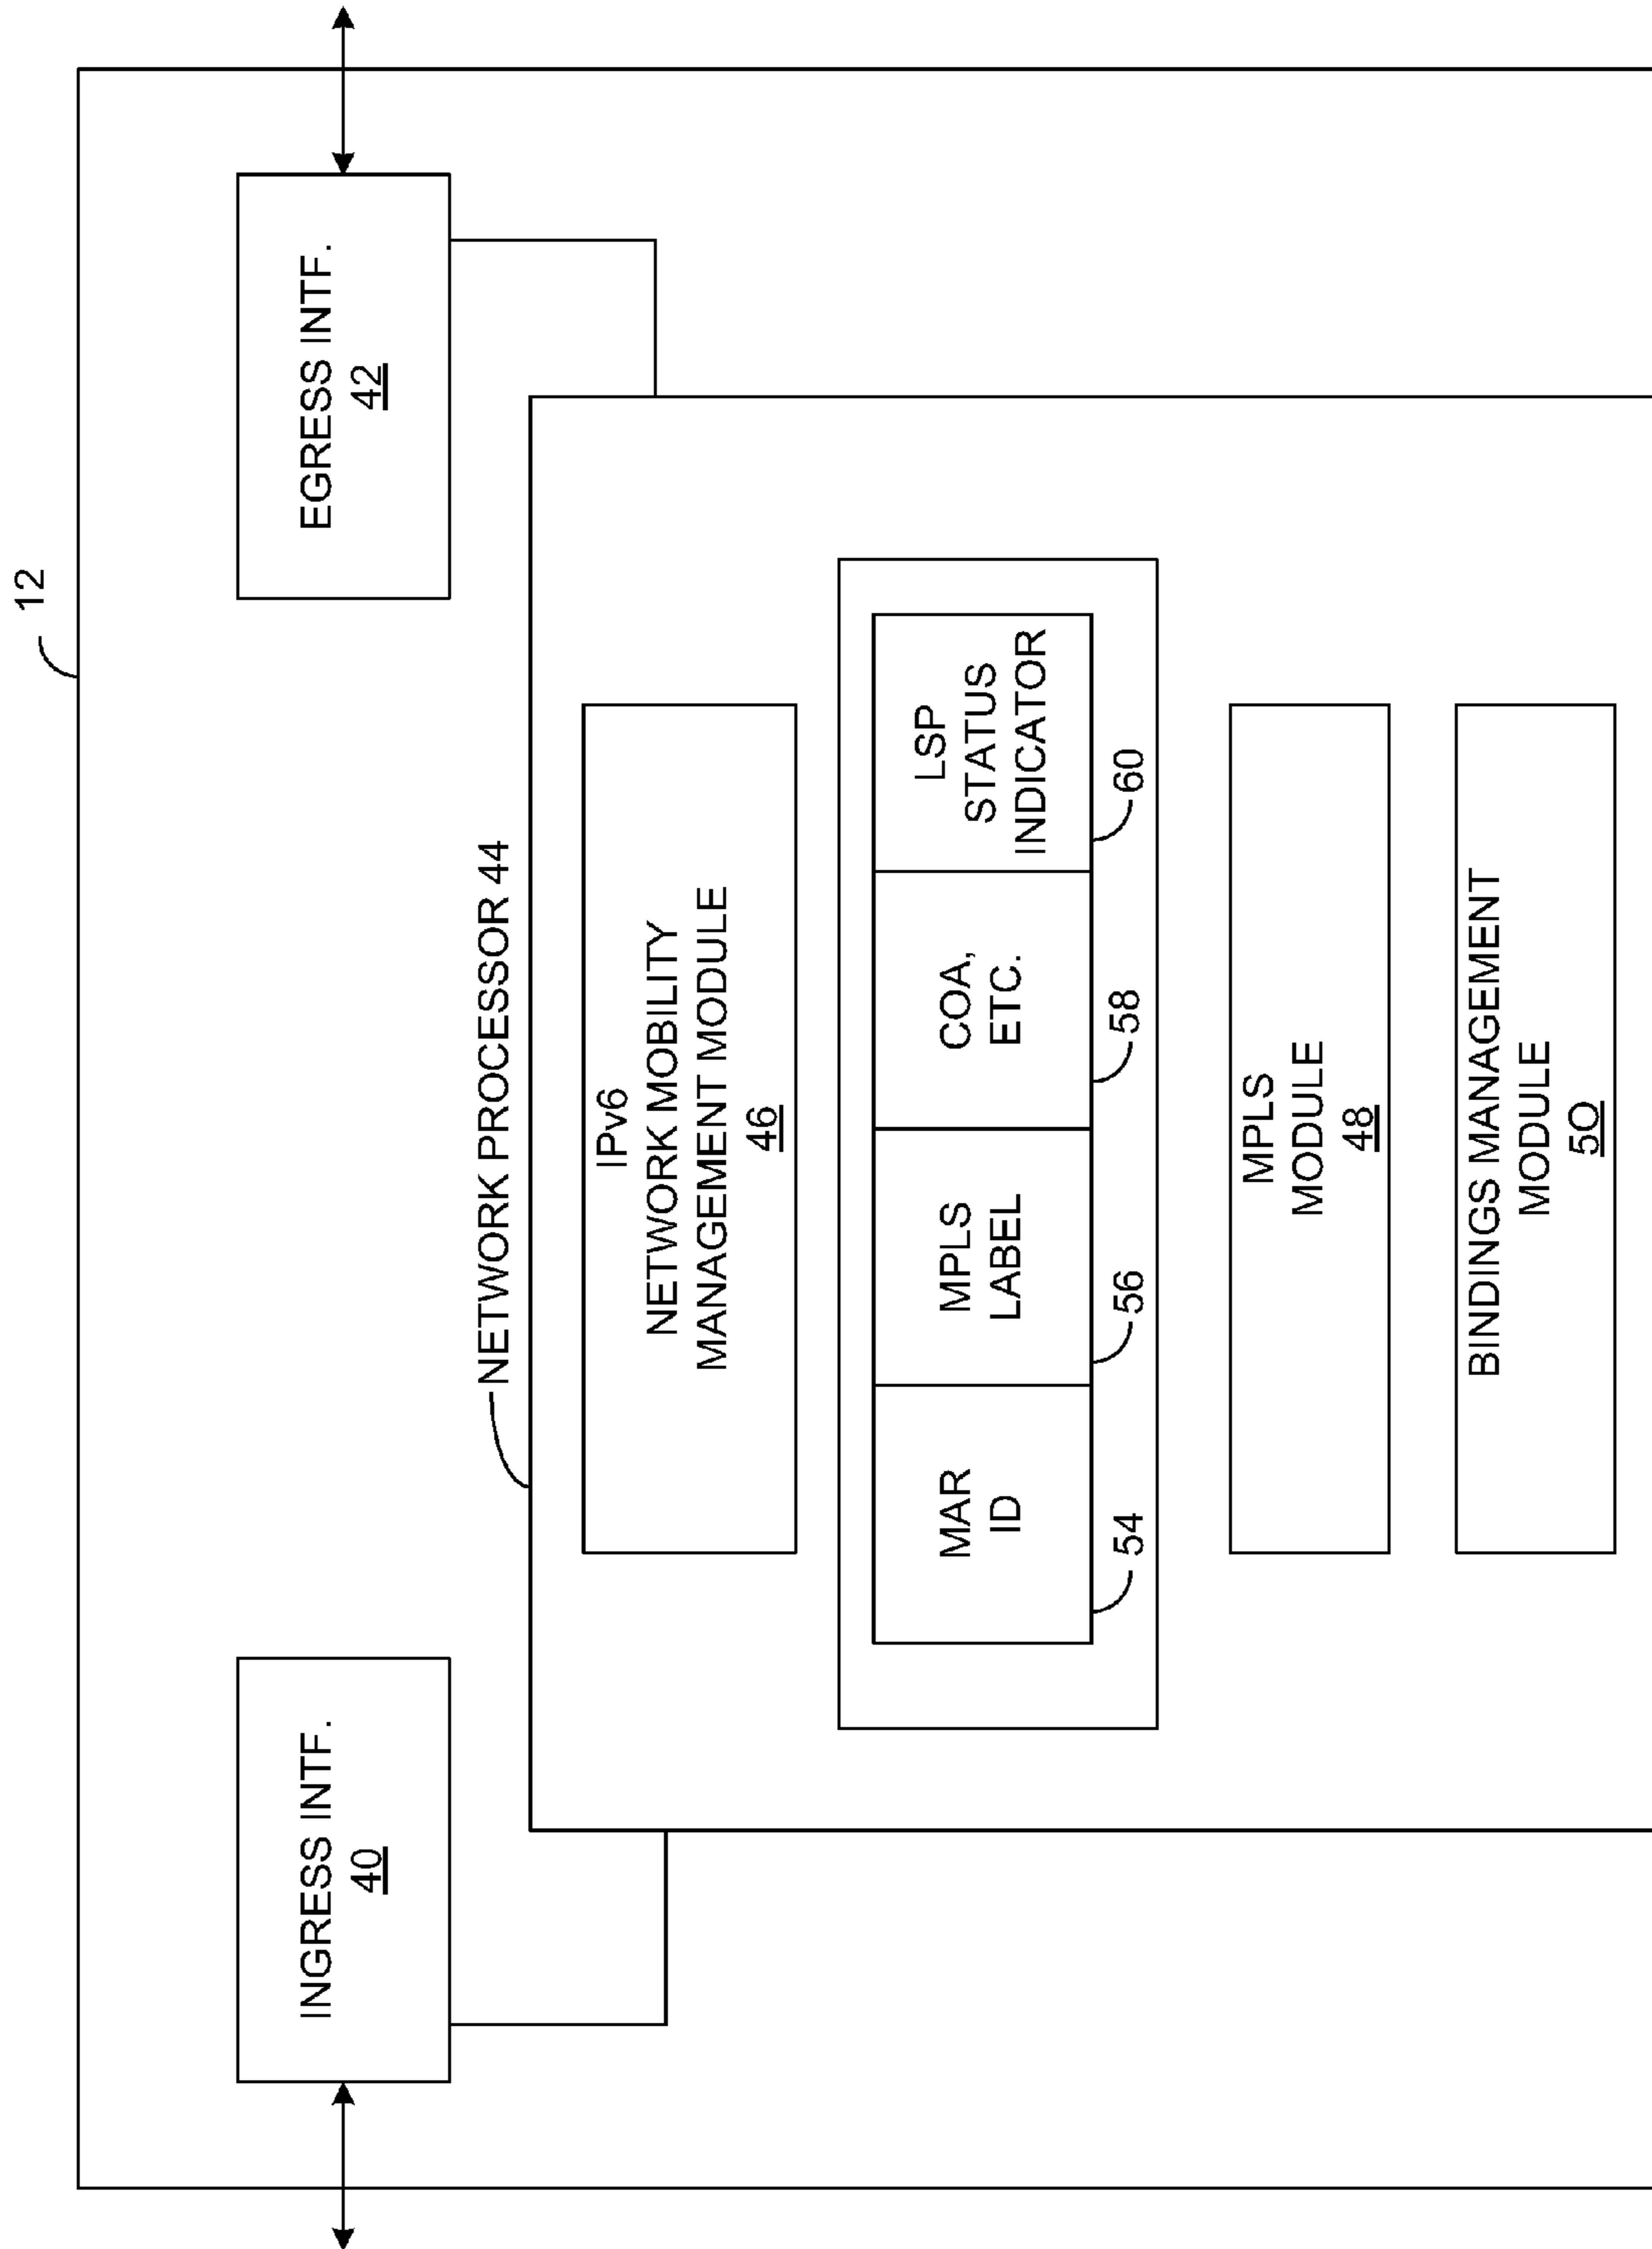 12
INGRESS INTF.
40
EGRESS INTF.
42
NETWORK PROCESSOR 44
IPv6
NETWORK MOBILITY
MANAGEMENT MODULE
46
MAR
ID
MPLS
LABEL
COA,
ETC.
LSP
STATUS
INDICATOR
54
56
58
60
MPLS
MODULE
48
BINDINGS MANAGEMENT
MODULE
50